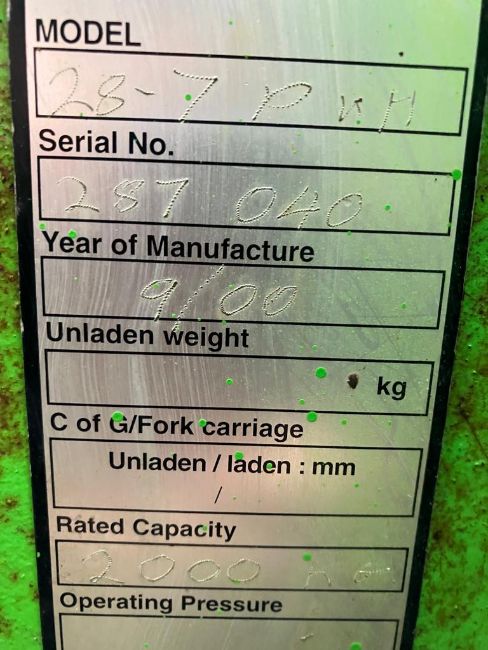 MODEL
28-7 P
Serial No.
287 040
Year of Manufacture
9/00
Unladen weight
kg
C of G/Fork carriage
Unladen / laden : mm
/
Rated Capacity
2000
Operating Pressure